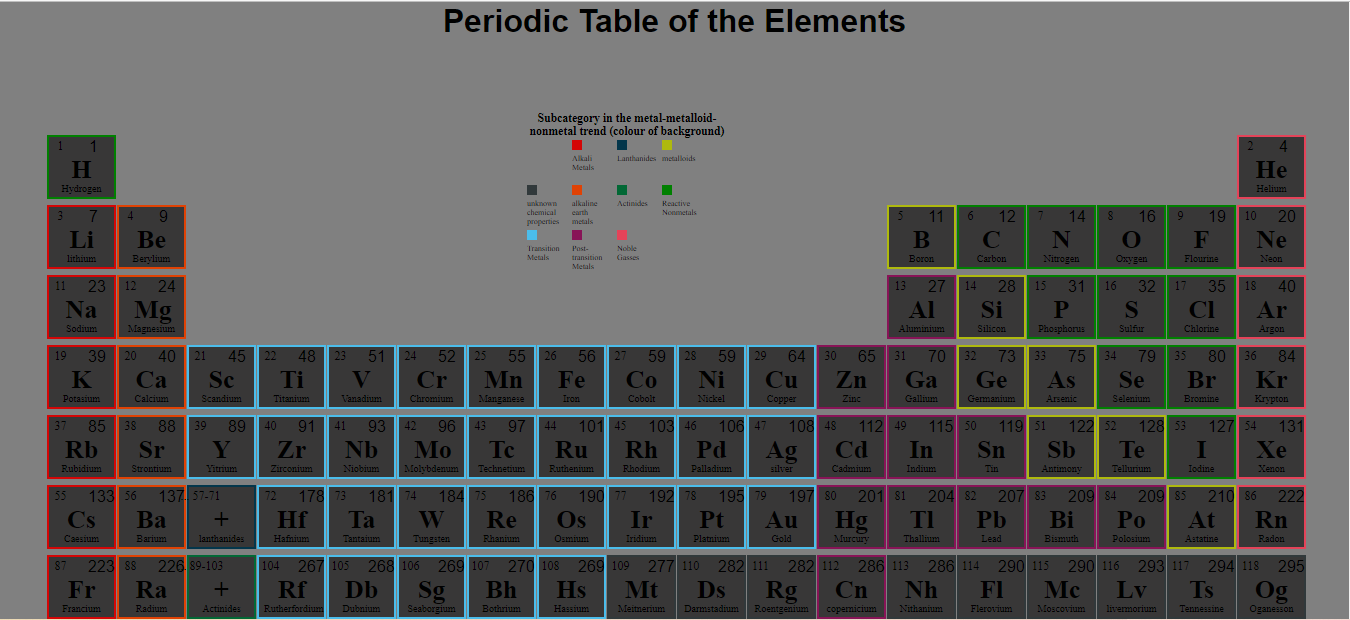 Periodic Table of the Elements
Subcategory in the metal-metalloid-
nonmetal trend (colour of background)
Alkali
Metals
Lanthanides
metalloids
unknown
chemical
properties
alkaline
earth
metals
Actinides
Reactive
Nonmetals
Transition
Metals
Post-
transition
Metals
Noble
Gasses
1 1 2 4
H He
Hydrogen Helium
3 7 4 9 5 11 6 12 7 14 8 16 9 19 10 20
Li Be B C N O F Ne
lithium Berylium Boron Carbon Nitrogen Oxygen Flourine Neon
11 23 12 24 13 27 14 28 15 31 16 32 17 35 18 40
Na Mg Al Si P S Cl Ar
Sodium Magnesium Aluminium Silicon Phosphorus Sulfur Chlorine Argon
19 39 20 40 21 45 22 48 23 51 24 52 25 55 26 56 27 59 28 59 29 64 30 65 31 70 32 73 33 75 34 79 35 80 36 84
K Ca Sc Ti V Cr Mn Fe Co Ni Cu Zn Ga Ge As Se Br Kr
Potasium Calcium Scandium Titanium Vanadium Chromium Manganese Iron Cobolt Nickel Copper Zinc Gallium Germanium Arsenic Selenium Bromine Krypton
37 85 38 88 39 89 40 91 41 93 42 96 43 97 44 101 45 103 46 106 47 108 48 112 49 115 50 119 51 122 52 128 53 127 54 131
Rb Sr Y Zr Nb Mo Tc Ru Rh Pd Ag Cd In Sn Sb Te I Xe
Rubidium Strontium Yitrium Zirconium Niobium Molybdenum Technetium Ruthenium Rhodium Palladium silver Cadmium Indium Tin Antimony Tellurium Iodine Xenon
55 133 56 137 57-71 72 178 73 181 74 184 75 186 76 190 77 192 78 195 79 197 80 201 81 204 82 207 83 209 84 209 85 210 86 222
Cs Ba + Hf Ta W Re Os Ir Pt Au Hg Tl Pb Bi Po At Rn
Caesium Barium lanthanides Hafnium Tantaium Tungsten Rhanium Osmium Iridium Platnium Gold Murcury Thallium Lead Bismuth Polosium Astatine Radon
87 223 88 226 89-103 104 267 105 268 106 269 107 270 108 269 109 277 110 282 111 282 112 286 113 286 114 290 115 290 116 293 117 294 118 295
Fr Ra + Rf Db Sg Bh Hs Mt Ds Rg Cn Nh Fl Mc Lv Ts Og
Francium Radium Actinides Rutherfordium Dubnium Seaborgium Bothrium Hassium Meitnerium Darmstadium Roentgenium copernicium Nithanium Flerovium Moscovium livermorium Tennessine Oganesson